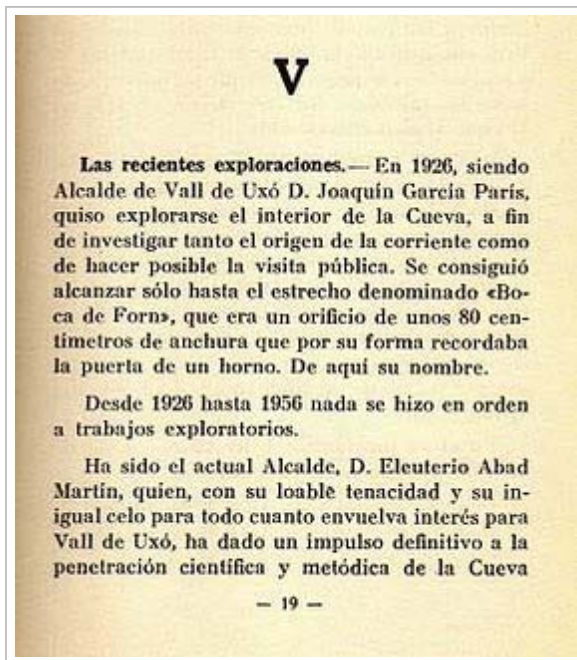 V
Las recientes exploraciones.— En 1926, siendo
Alcalde de Vall de Uxó D. Joaquín García París,
quiso explorarse el interior de la Cueva, a fin
de investigar tanto el origen de la corriente como
de hacer posible la visita pública. Se consiguió
alcanzar sólo hasta el estrecho denominado «Bo-
ca de Forn», que era un orificio de unos 80 cen-
tímetros de anchura que por su forma recordaba
la puerta de un horno. De aquí su nombre.
Desde 1926 hasta 1956 nada se hizo en orden
a trabajos exploratorios.
Ha sido el actual Alcalde, D. Eleuterio Abad
Martín, quien, con su loable tenacidad y su in-
igual celo para todo cuanto envuelva interés para
Vall de Uxó, ha dado un impulso definitivo a la
penetración científica y metódica de la Cueva
— 19 —